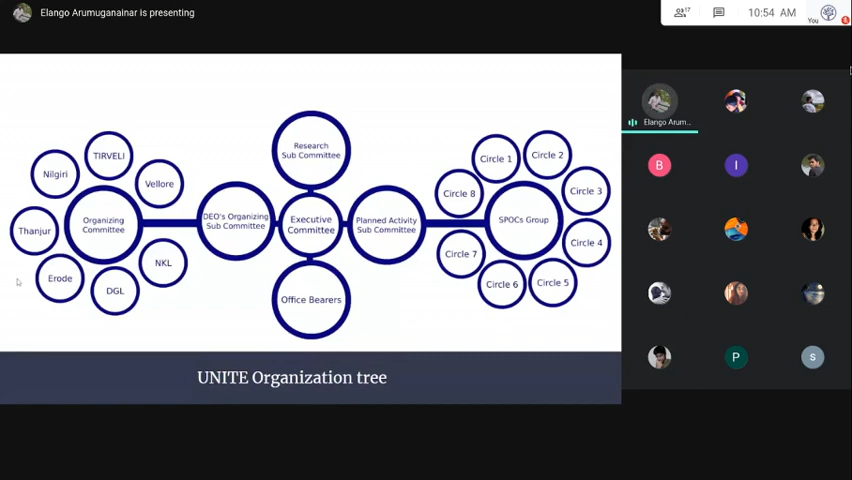 Elango Arumuganainar is presenting
17
10:54 AM
You
Research
Sub Committee
TIRVELI
Nilgiri
Vellore
Thanjur
Organizing
Committee
Erode
DGL
NKL
DEO's Organizing
Sub Committee
Executive
Committee
Planned Activity
Sub Committee
Office Bearers
SPOCs Group
Circle 1
Circle 2
Circle 3
Circle 4
Circle 5
Circle 6
Circle 7
Circle 8
UNITE Organization tree
Elango Arum...
B
I
P
S